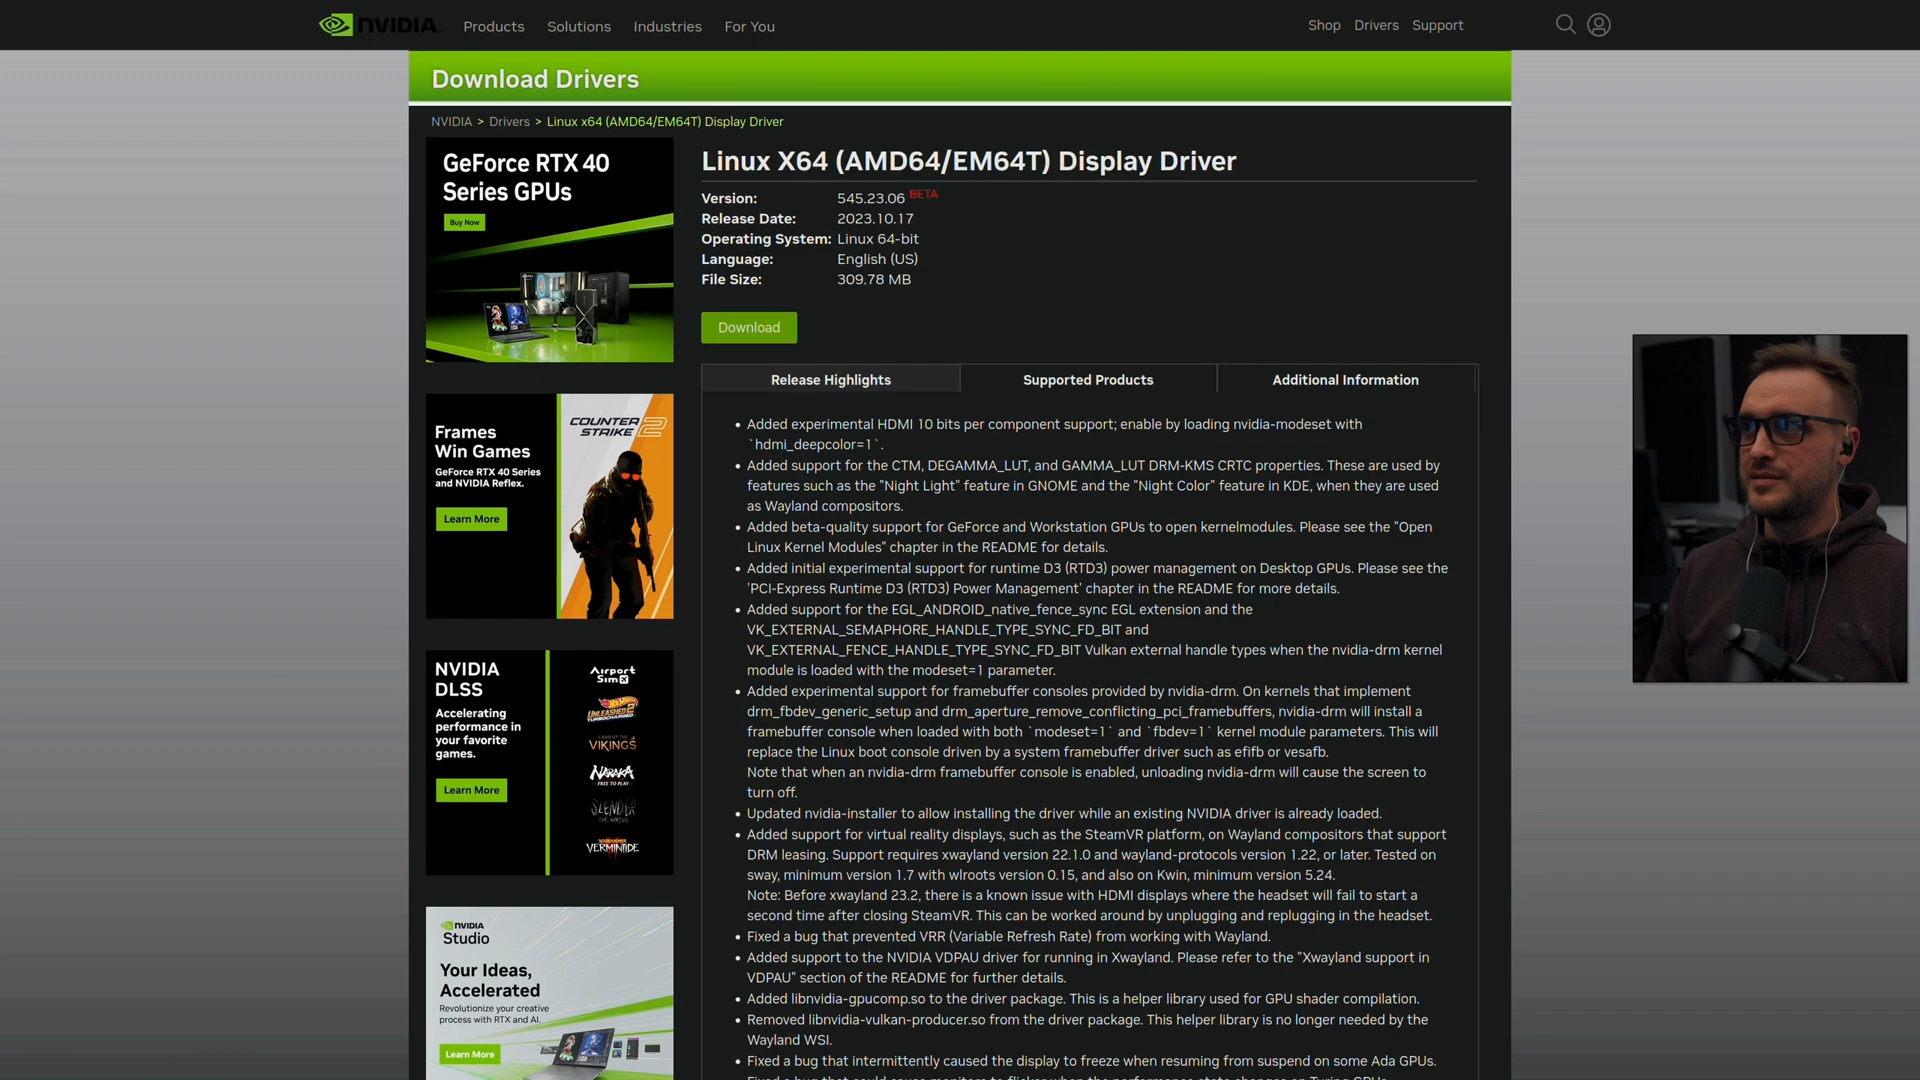 NVIDIA.
Products
Solutions
Industries
For You
Shop
Drivers
Support
Download Drivers
NVIDIA > Drivers > Linux x64 (AMD64/EM64T) Display Driver
GeForce RTX 40
Series GPUs
Buy Now
Frames
Win Games
GeForce RTX 40 Series
and NVIDIA Reflex.
Learn More
COUNTER
STRIKE 2
NVIDIA
DLSS
Accelerating
performance in
your favorite
games.
Learn More
Airport
Sim
HOT WHEELS
UNLEASHED 2
TURBOCHARGED
LAND OF THE
VIKINGS
NARAKA
FREE TO PLAY
SLENDER
THE ARRIVAL
WARHAMMER
VERMINTIDE
NVIDIA
Studio
Your Ideas,
Accelerated
Revolutionize your creative
process with RTX and AI.
Learn More
Linux X64 (AMD64/EM64T) Display Driver
Version: 545.23.06 BETA
Release Date: 2023.10.17
Operating System: Linux 64-bit
Language: English (US)
File Size: 309.78 MB
Download
Release Highlights
Supported Products
Additional Information
• Added experimental HDMI 10 bits per component support; enable by loading nvidia-modeset with
`hdmi_deepcolor=1`.
• Added support for the CTM, DEGAMMA_LUT, and GAMMA_LUT DRM-KMS CRTC properties. These are used by
features such as the "Night Light" feature in GNOME and the "Night Color" feature in KDE, when they are used
as Wayland compositors.
• Added beta-quality support for GeForce and Workstation GPUs to open kernelmodules. Please see the "Open
Linux Kernel Modules" chapter in the README for details.
• Added initial experimental support for runtime D3 (RTD3) power management on Desktop GPUs. Please see the
'PCI-Express Runtime D3 (RTD3) Power Management' chapter in the README for more details.
• Added support for the EGL_ANDROID_native_fence_sync EGL extension and the
VK_EXTERNAL_SEMAPHORE_HANDLE_TYPE_SYNC_FD_BIT and
VK_EXTERNAL_FENCE_HANDLE_TYPE_SYNC_FD_BIT Vulkan external handle types when the nvidia-drm kernel
module is loaded with the modeset=1 parameter.
• Added experimental support for framebuffer consoles provided by nvidia-drm. On kernels that implement
drm_fbdev_generic_setup and drm_aperture_remove_conflicting_pci_framebuffers, nvidia-drm will install a
framebuffer console when loaded with both `modeset=1` and `fbdev=1` kernel module parameters. This will
replace the Linux boot console driven by a system framebuffer driver such as efifb or vesafb.
Note that when an nvidia-drm framebuffer console is enabled, unloading nvidia-drm will cause the screen to
turn off.
• Updated nvidia-installer to allow installing the driver while an existing NVIDIA driver is already loaded.
• Added support for virtual reality displays, such as the SteamVR platform, on Wayland compositors that support
DRM leasing. Support requires xwayland version 22.1.0 and wayland-protocols version 1.22, or later. Tested on
sway, minimum version 1.7 with wlroots version 0.15, and also on Kwin, minimum version 5.24.
Note: Before xwayland 23.2, there is a known issue with HDMI displays where the headset will fail to start a
second time after closing SteamVR. This can be worked around by unplugging and replugging in the headset.
• Fixed a bug that prevented VRR (Variable Refresh Rate) from working with Wayland.
• Added support to the NVIDIA VDPAU driver for running in Xwayland. Please refer to the "Xwayland support in
VDPAU" section of the README for further details.
• Added libnvidia-gpucomp.so to the driver package. This is a helper library used for GPU shader compilation.
• Removed libnvidia-vulkan-producer.so from the driver package. This helper library is no longer needed by the
Wayland WSI.
• Fixed a bug that intermittently caused the display to freeze when resuming from suspend on some Ada GPUs.